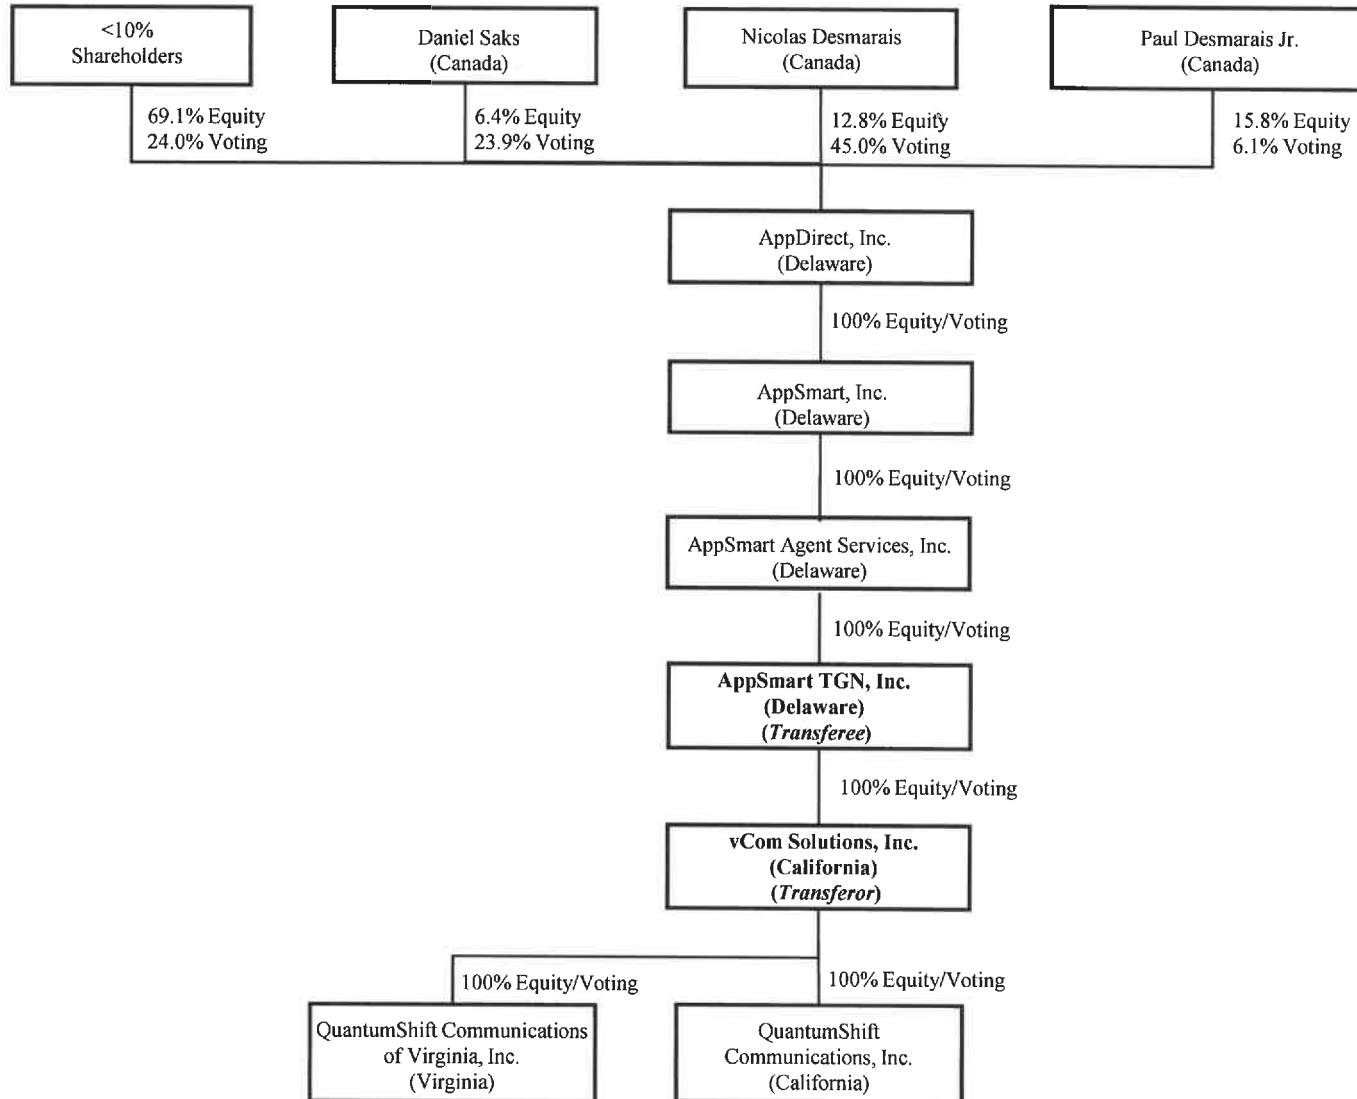 <10%
Shareholders
Daniel Saks
(Canada)
Nicolas Desmarais
(Canada)
Paul Desmarais Jr.
(Canada)
69.1% Equity
24.0% Voting
6.4% Equity
23.9% Voting
12.8% Equify
45.0% Voting
15.8% Equity
6.1% Voting
AppDirect, Inc.
(Delaware)
100% Equity/Voting
AppSmart, Inc.
(Delaware)
100% Equity/Voting
AppSmart Agent Services, Inc.
(Delaware)
100% Equity/Voting
AppSmart TGN, Inc.
(Delaware)
(Transferee)
100% Equity/Voting
vCom Solutions, Inc.
(California)
(Transferor)
100% Equity/Voting
100% Equity/Voting
QuantumShift Communications
of Virginia, Inc.
(Virginia)
QuantumShift
Communications, Inc.
(California)